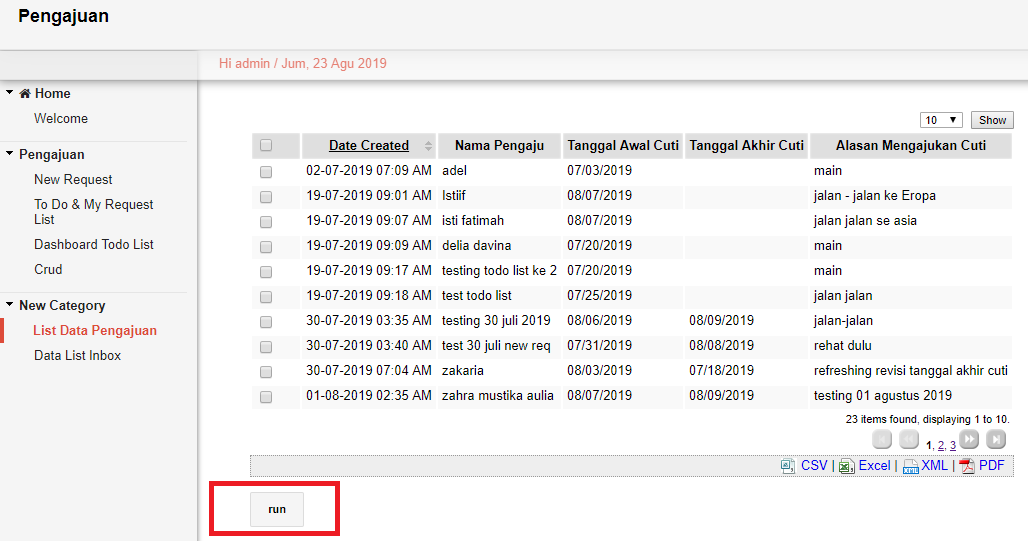 Pengajuan
Hi admin / Jum, 23 Agu 2019
Home
Welcome
Pengajuan
New Request
To Do & My Request
List
Dashboard Todo List
Crud
New Category
List Data Pengajuan
Data List Inbox
10 Show
Date Created Nama Pengaju Tanggal Awal Cuti Tanggal Akhir Cuti Alasan Mengajukan Cuti
02-07-2019 07:09 AM adel 07/03/2019 main
19-07-2019 09:01 AM Istiif 08/07/2019 jalan - jalan ke Eropa
19-07-2019 09:07 AM isti fatimah 08/07/2019 jalan jalan se asia
19-07-2019 09:09 AM delia davina 07/20/2019 main
19-07-2019 09:17 AM testing todo list ke 2 07/20/2019 main
19-07-2019 09:18 AM test todo list 07/25/2019 jalan jalan
30-07-2019 03:35 AM testing 30 juli 2019 08/06/2019 08/09/2019 jalan-jalan
30-07-2019 03:40 AM test 30 juli new req 07/31/2019 08/08/2019 rehat dulu
30-07-2019 07:04 AM zakaria 08/03/2019 07/18/2019 refreshing revisi tanggal akhir cuti
01-08-2019 02:35 AM zahra mustika aulia 08/07/2019 08/09/2019 testing 01 agustus 2019
23 items found, displaying 1 to 10.
1, 2, 3
CSV | Excel | XML | PDF
run